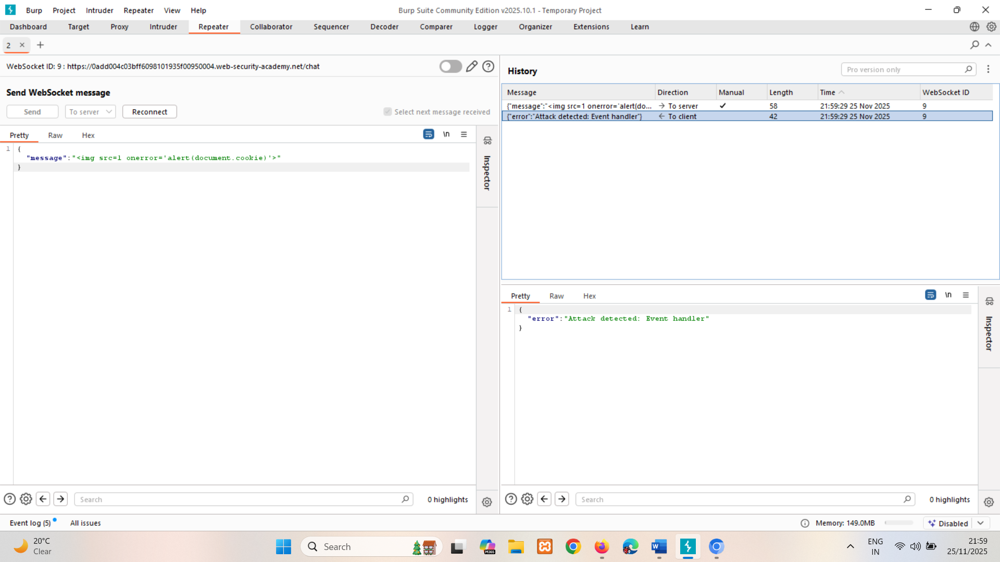 Burp Project Intruder Repeater View Help
Burp Suite Community Edition v2025.10.1 - Temporary Project
Dashboard Target Proxy Intruder Repeater Collaborator Sequencer Decoder Comparer Logger Organizer Extensions Learn
2
WebSocket ID: 9 : https://0add004c03bff6098101935f00950004.web-security-academy.net/chat
Send WebSocket message
Send To server Reconnect Select next message received
Pretty Raw Hex \n
1 {
"message":"<img src=1 onerror='alert(document.cookie)'>"
}
Inspector
Search 0 highlights
History
Pro version only
Message Direction Manual Length Time WebSocket ID
{"message":"<img src=1 onerror='alert(do... → To server ✓ 58 21:59:29 25 Nov 2025 9
{"error":"Attack detected: Event handler"} ← To client 42 21:59:29 25 Nov 2025 9
Pretty Raw Hex \n
1 {
"error":"Attack detected: Event handler"
}
Inspector
Search 0 highlights
Event log (5) All issues
Memory: 149.0MB Disabled
20°C
Clear
Search
M365
ENG
IN
21:59
25/11/2025